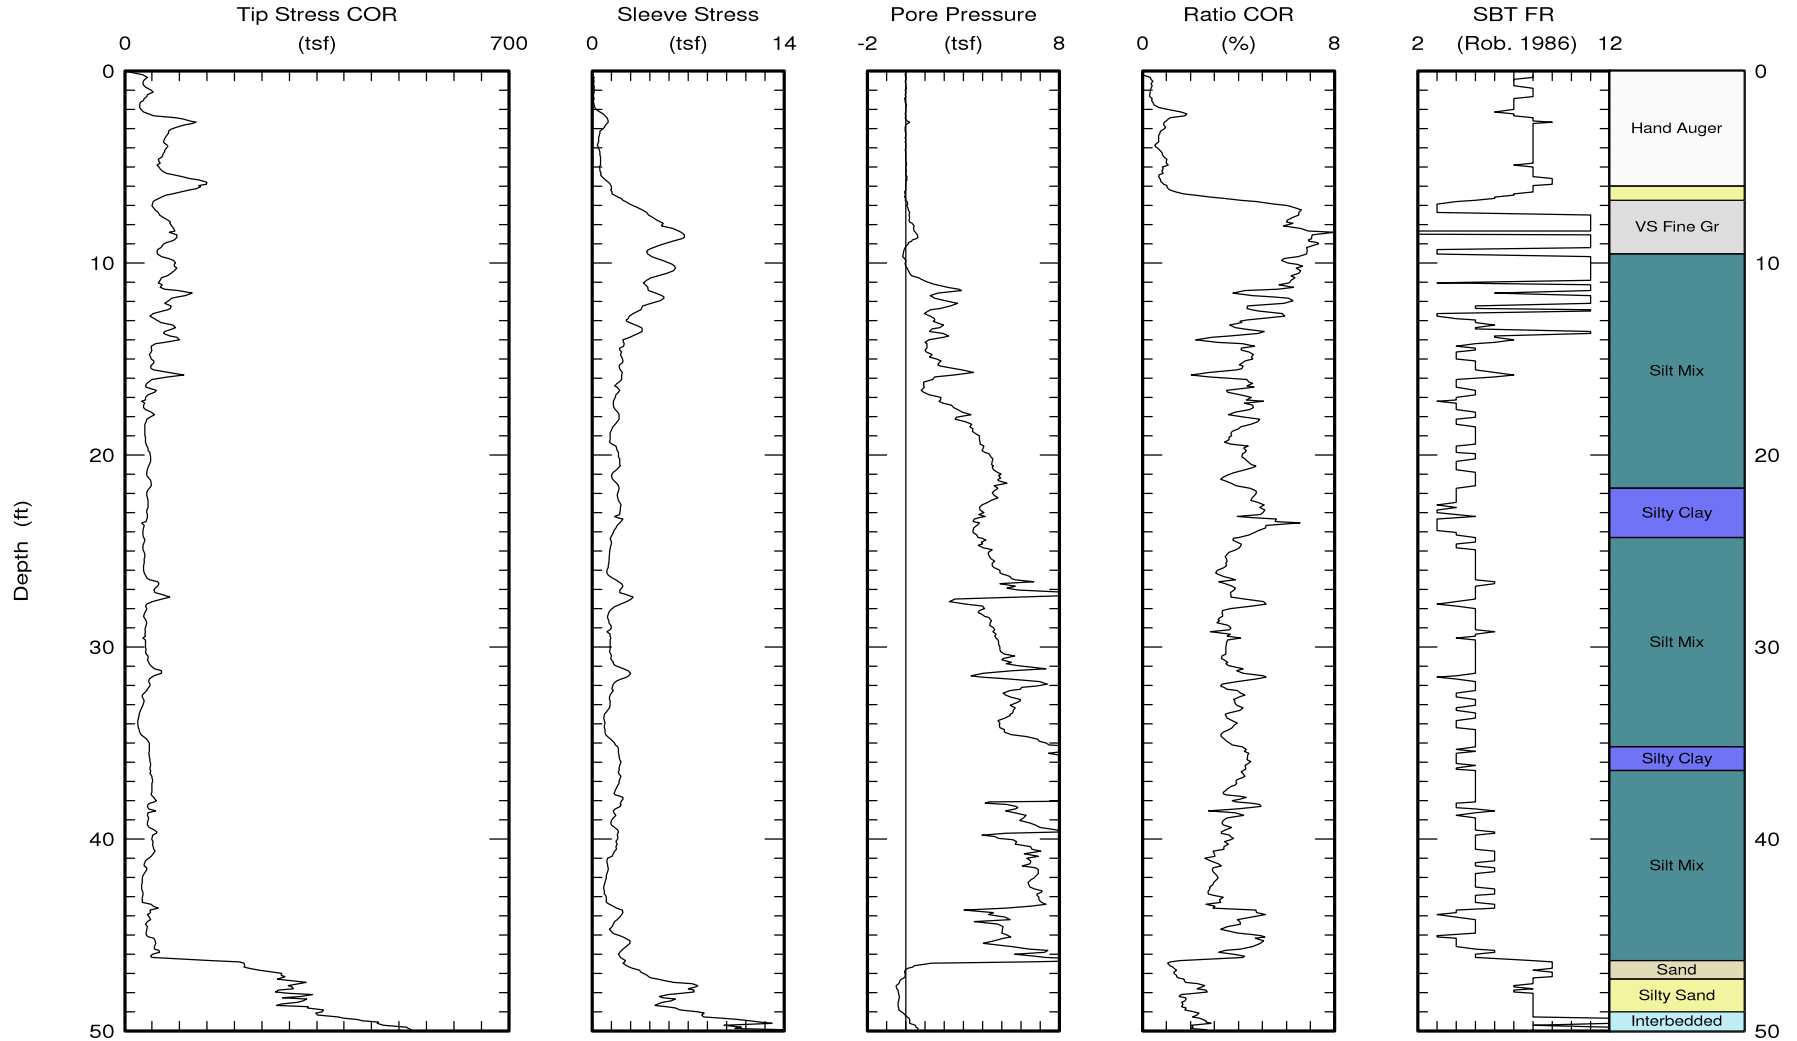 Tip Stress COR Sleeve Stress Pore Pressure Ratio COR SBT FR
0 (tsf) 700 0 (tsf) 14 -2 (tsf) 8 0 (%) 8 2 (Rob. 1986) 12
0 0
Hand Auger
VS Fine Gr
10 10
Silt Mix
20 20
Silty Clay
Depth (ft)
30 Silt Mix 30
Silty Clay
40 40
Silt Mix
Sand
Silty Sand
Interbedded
50 50